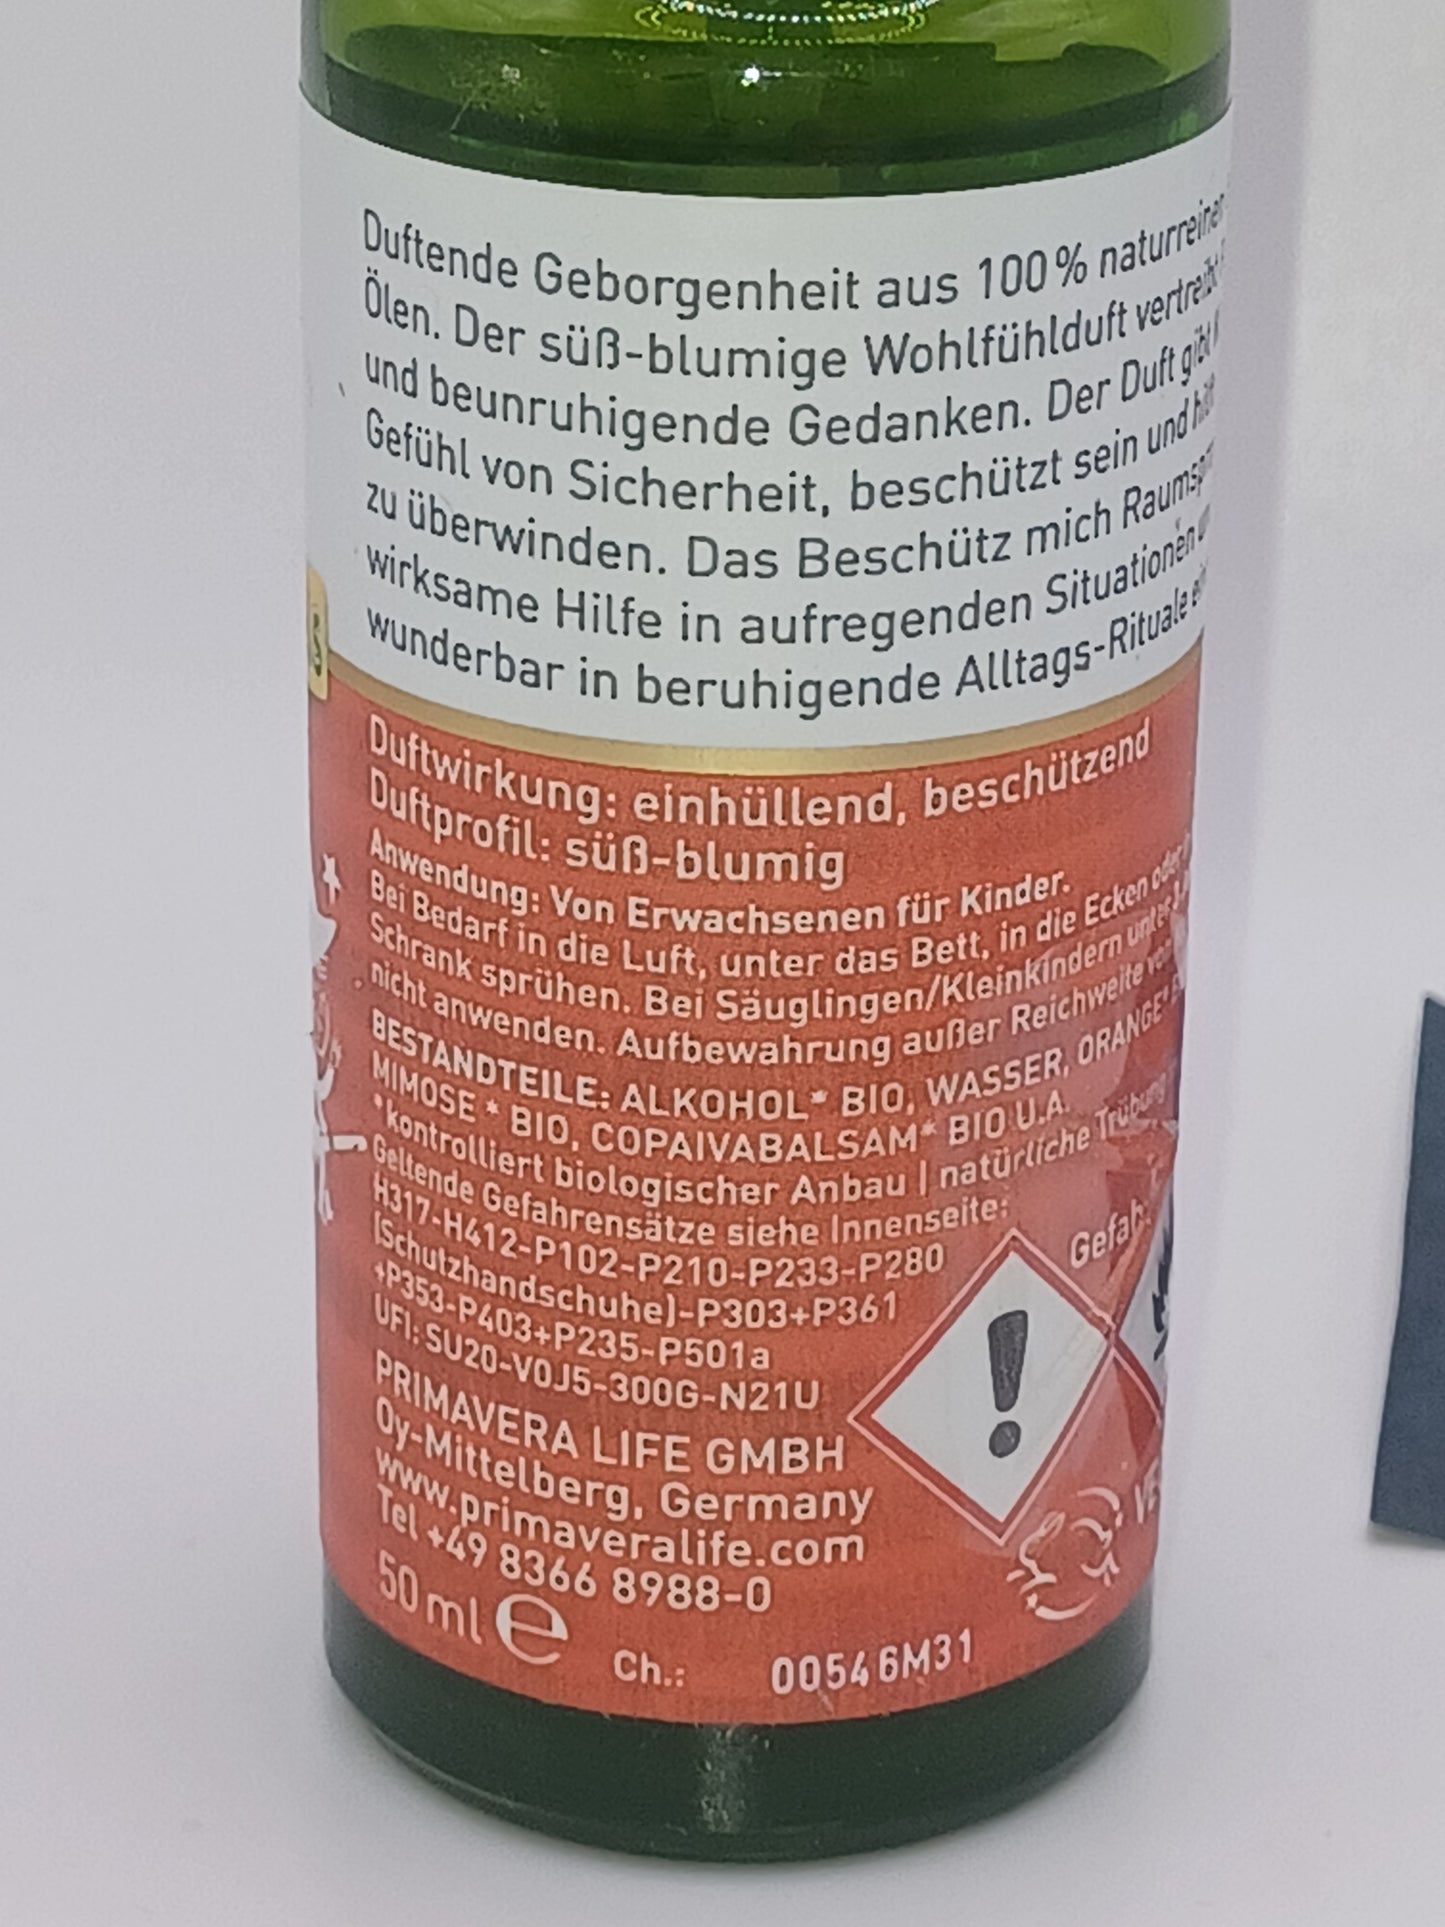 Duftende Geborgenheit aus 100 % naturreinen
Ölen. Der süß-blumige Wohlfühlduft vertreibt
und beunruhigende Gedanken. Der Duft gibt
Gefühl von Sicherheit, beschützt sein und
zu überwinden. Das Beschütz mich
wirksame Hilfe in aufregenden Situationen
wunderbar in beruhigende Alltags-Rituale
Duftwirkung: einhüllend, beschützend
Duftprofil: süß-blumig
Anwendung: Von Erwachsenen für Kinder.
Bei Bedarf in die Luft, unter das Bett, in die Ecken oder
Schrank sprühen. Bei Säuglingen/Kleinkindern unter
nicht anwenden. Aufbewahrung außer Reichweite
BESTANDTEILE: ALKOHOL* BIO, WASSER, ORANGE*
MIMOSE * BIO, COPAIVABALSAM* BIO U.A.
*kontrolliert biologischer Anbau | natürliche Trübung
Geltende Gefahrensätze siehe Innenseite:
H317-H412-P102-P210-P233-P280
(Schutzhandschuhe)-P303+P361
+P353-P403+P235-P501a
UFI: SU20-V0J5-300G-N21U
Gefahr
PRIMAVERA LIFE GMBH
Oy-Mittelberg, Germany
www.primaveralife.com
Tel +49 8366 8988-0
50 ml e
Ch.: 00546M31